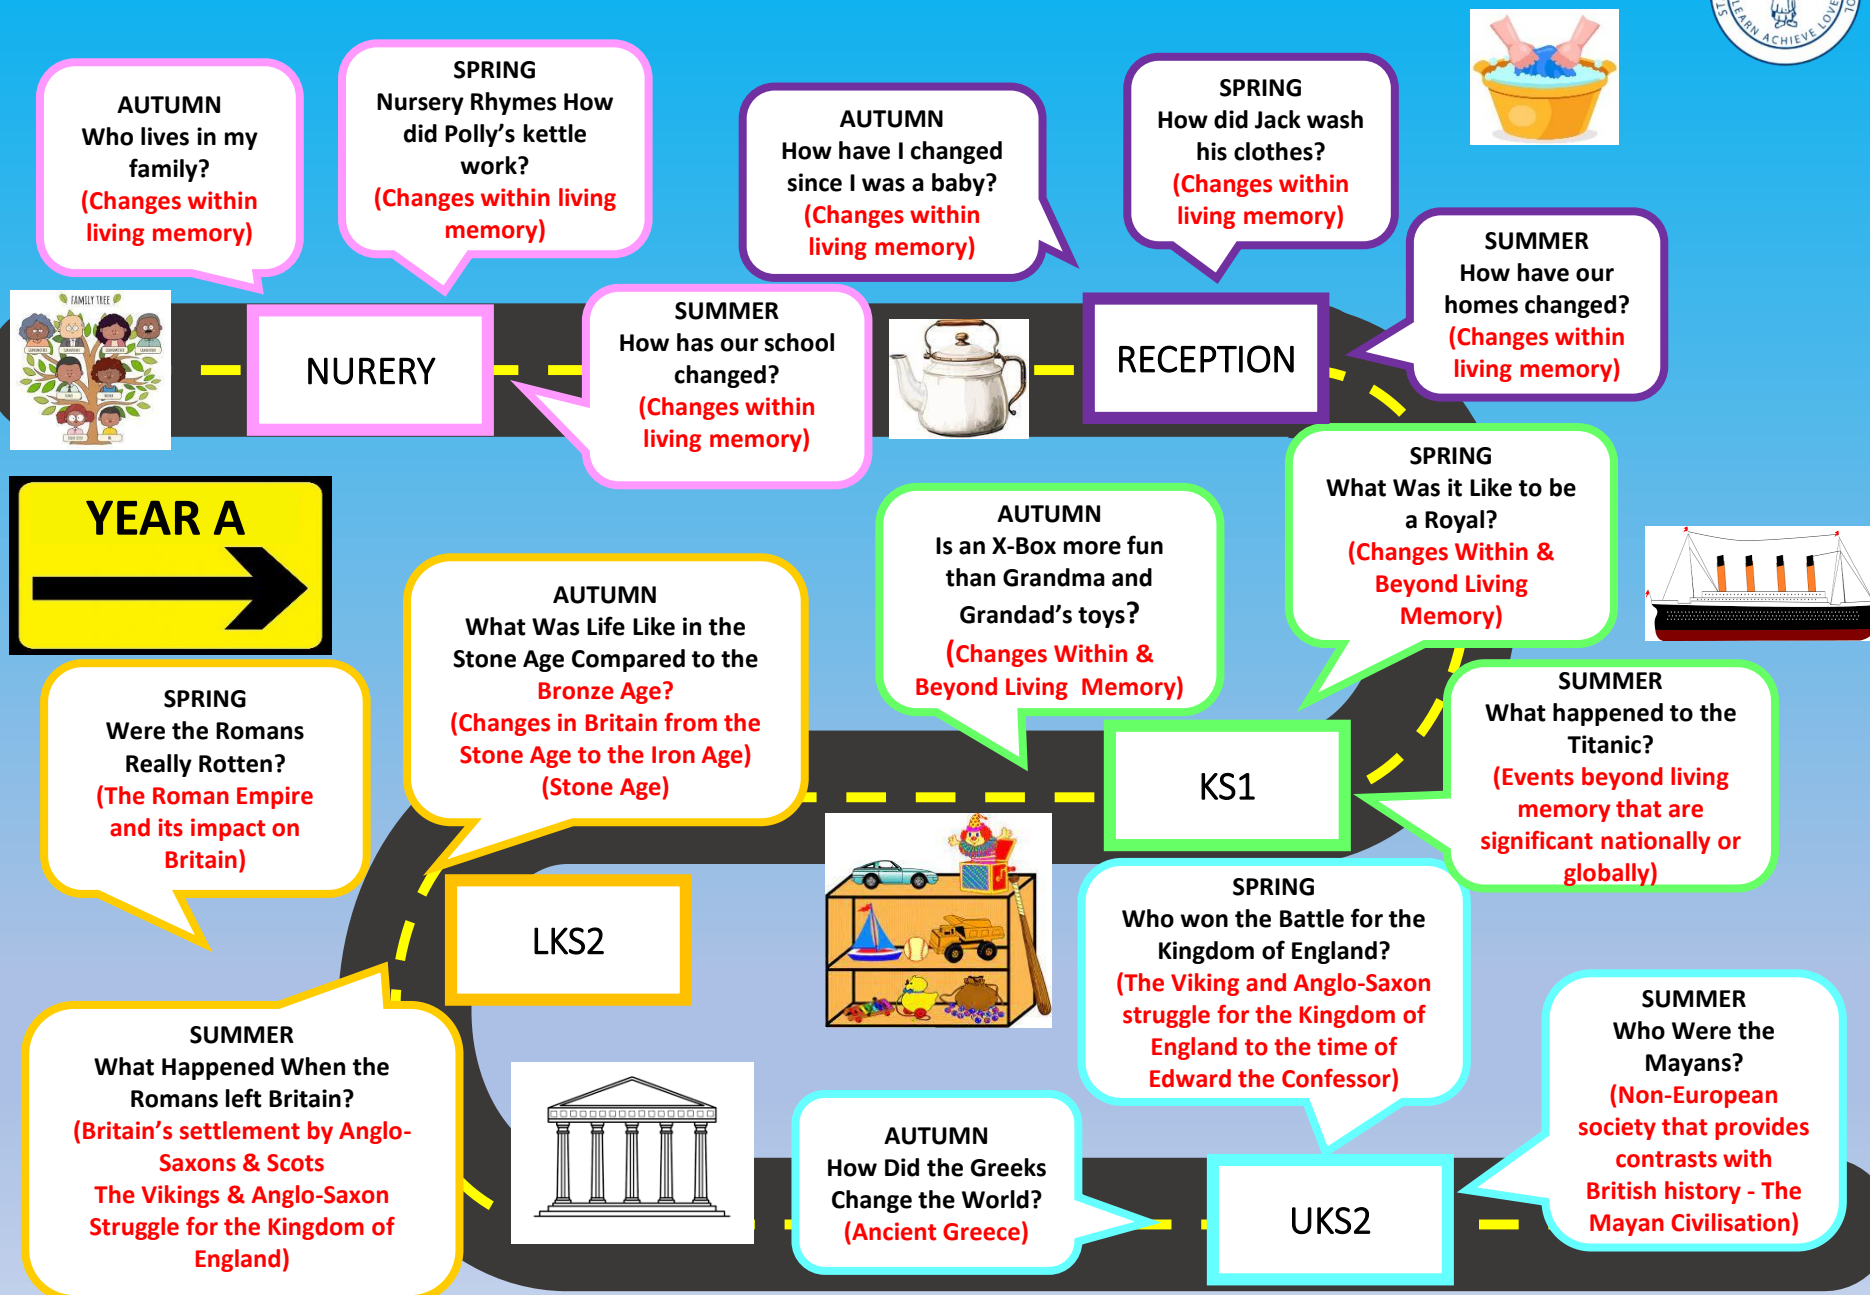 LEARN ACHIEVE LOVE
AUTUMN
Who lives in my
family?
(Changes within
living memory)
SPRING
Nursery Rhymes How
did Polly’s kettle
work?
(Changes within living
memory)
AUTUMN
How have I changed
since I was a baby?
(Changes within
living memory)
SPRING
How did Jack wash
his clothes?
(Changes within
living memory)
SUMMER
How have our
homes changed?
(Changes within
living memory)
FAMILY TREE
NURERY
SUMMER
How has our school
changed?
(Changes within
living memory)
RECEPTION
YEAR A
AUTUMN
Is an X-Box more fun
than Grandma and
Grandad’s toys?
(Changes Within &
Beyond Living Memory)
SPRING
What Was it Like to be
a Royal?
(Changes Within &
Beyond Living
Memory)
SUMMER
What happened to the
Titanic?
(Events beyond living
memory that are
significant nationally or
globally)
KS1
AUTUMN
What Was Life Like in the
Stone Age Compared to the
Bronze Age?
(Changes in Britain from the
Stone Age to the Iron Age)
(Stone Age)
SPRING
Were the Romans
Really Rotten?
(The Roman Empire
and its impact on
Britain)
LKS2
SUMMER
What Happened When the
Romans left Britain?
(Britain’s settlement by Anglo-
Saxons & Scots
The Vikings & Anglo-Saxon
Struggle for the Kingdom of
England)
AUTUMN
How Did the Greeks
Change the World?
(Ancient Greece)
SPRING
Who won the Battle for the
Kingdom of England?
(The Viking and Anglo-Saxon
struggle for the Kingdom of
England to the time of
Edward the Confessor)
UKS2
SUMMER
Who Were the
Mayans?
(Non-European
society that provides
contrasts with
British history - The
Mayan Civilisation)